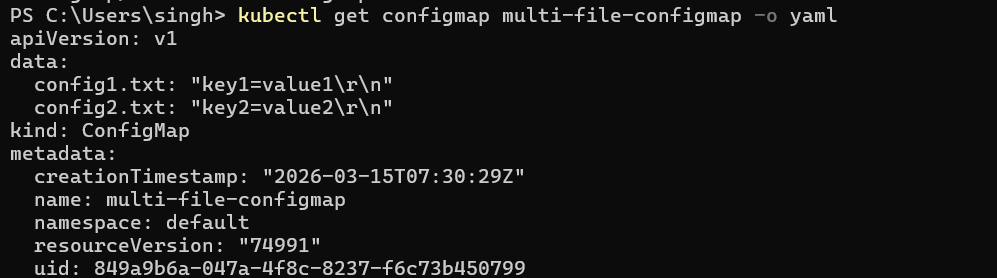 PS C:\Users\singh> kubectl get configmap multi-file-configmap -o yaml
apiVersion: v1
data:
  config1.txt: "key1=value1\r\n"
  config2.txt: "key2=value2\r\n"
kind: ConfigMap
metadata:
  creationTimestamp: "2026-03-15T07:30:29Z"
  name: multi-file-configmap
  namespace: default
  resourceVersion: "74991"
  uid: 849a9b6a-047a-4f8c-8237-f6c73b450799